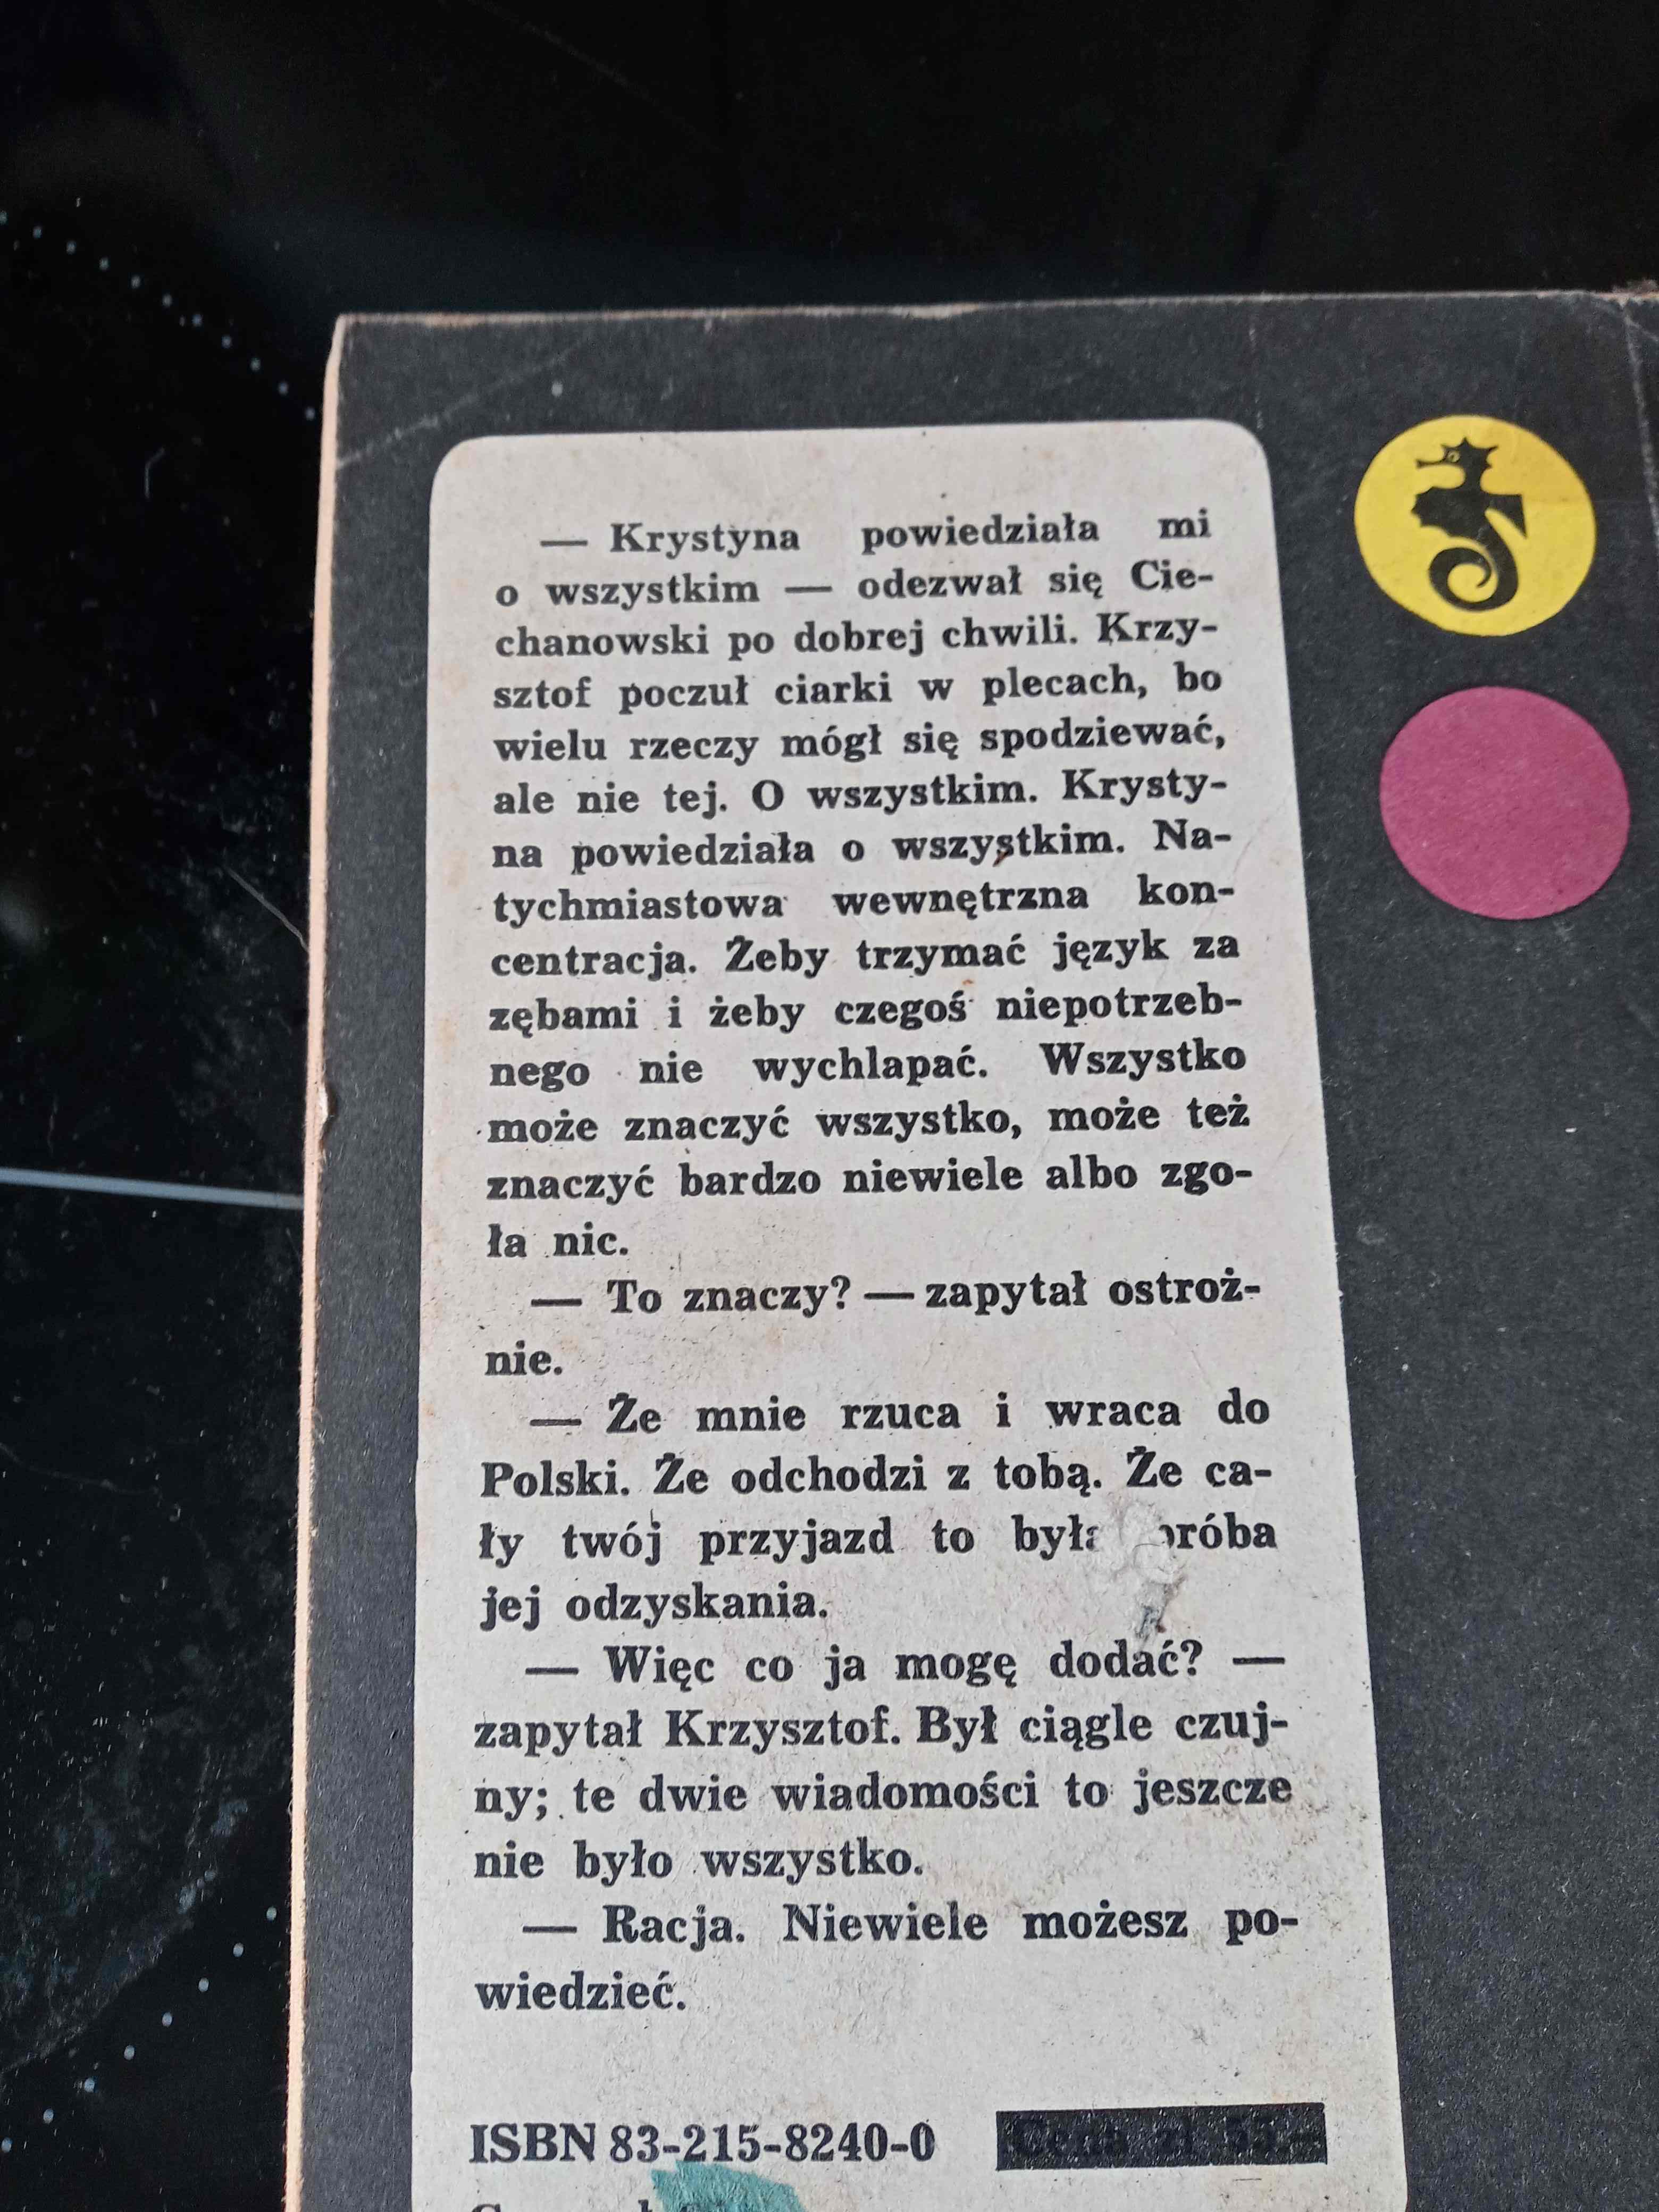 — Krystyna powiedziała mi
o wszystkim — odezwał się Cie-
chanowski po dobrej chwili. Krzy-
sztof poczuł ciarki w plecach, bo
wielu rzeczy mógł się spodziewać,
ale nie tej. O wszystkim. Krysty-
na powiedziała o wszystkim. Na-
tychmiastowa wewnętrzna kon-
centracja. Żeby trzymać język za
zębami i żeby czegoś niepotrzeb-
nego nie wychlapać. Wszystko
może znaczyć wszystko, może też
znaczyć bardzo niewiele albo zgo-
ła nic.
— To znaczy? — zapytał ostroż-
nie.
— Że mnie rzuca i wraca do
Polski. Że odchodzi z tobą. Że ca-
ły twój przyjazd to była próba
jej odzyskania.
— Więc co ja mogę dodać? —
zapytał Krzysztof. Był ciągle czuj-
ny; te dwie wiadomości to jeszcze
nie było wszystko.
— Racja. Niewiele możesz po-
wiedzieć.
ISBN 83-215-8240-0
Cena zł